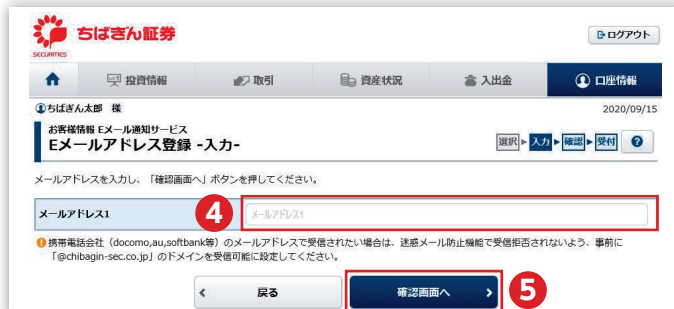 SECURITIES
ちばぎん証券
ログアウト
投資情報
取引
資産状況
入出金
口座情報
ちばぎん太郎 様
2020/09/15
お客様情報 Eメール通知サービス
Eメールアドレス登録 -入力-
選択 入力 確認 受付 ?
メールアドレスを入力し、「確認画面へ」ボタンを押してください。
メールアドレス1
4
メールアドレス1
携帯電話会社（docomo,au,softbank等）のメールアドレスで受信されたい場合は、迷惑メール防止機能で受信拒否されないよう、事前に
「@chibagin-sec.co.jp」のドメインを受信可能に設定してください。
戻る
確認画面へ
5